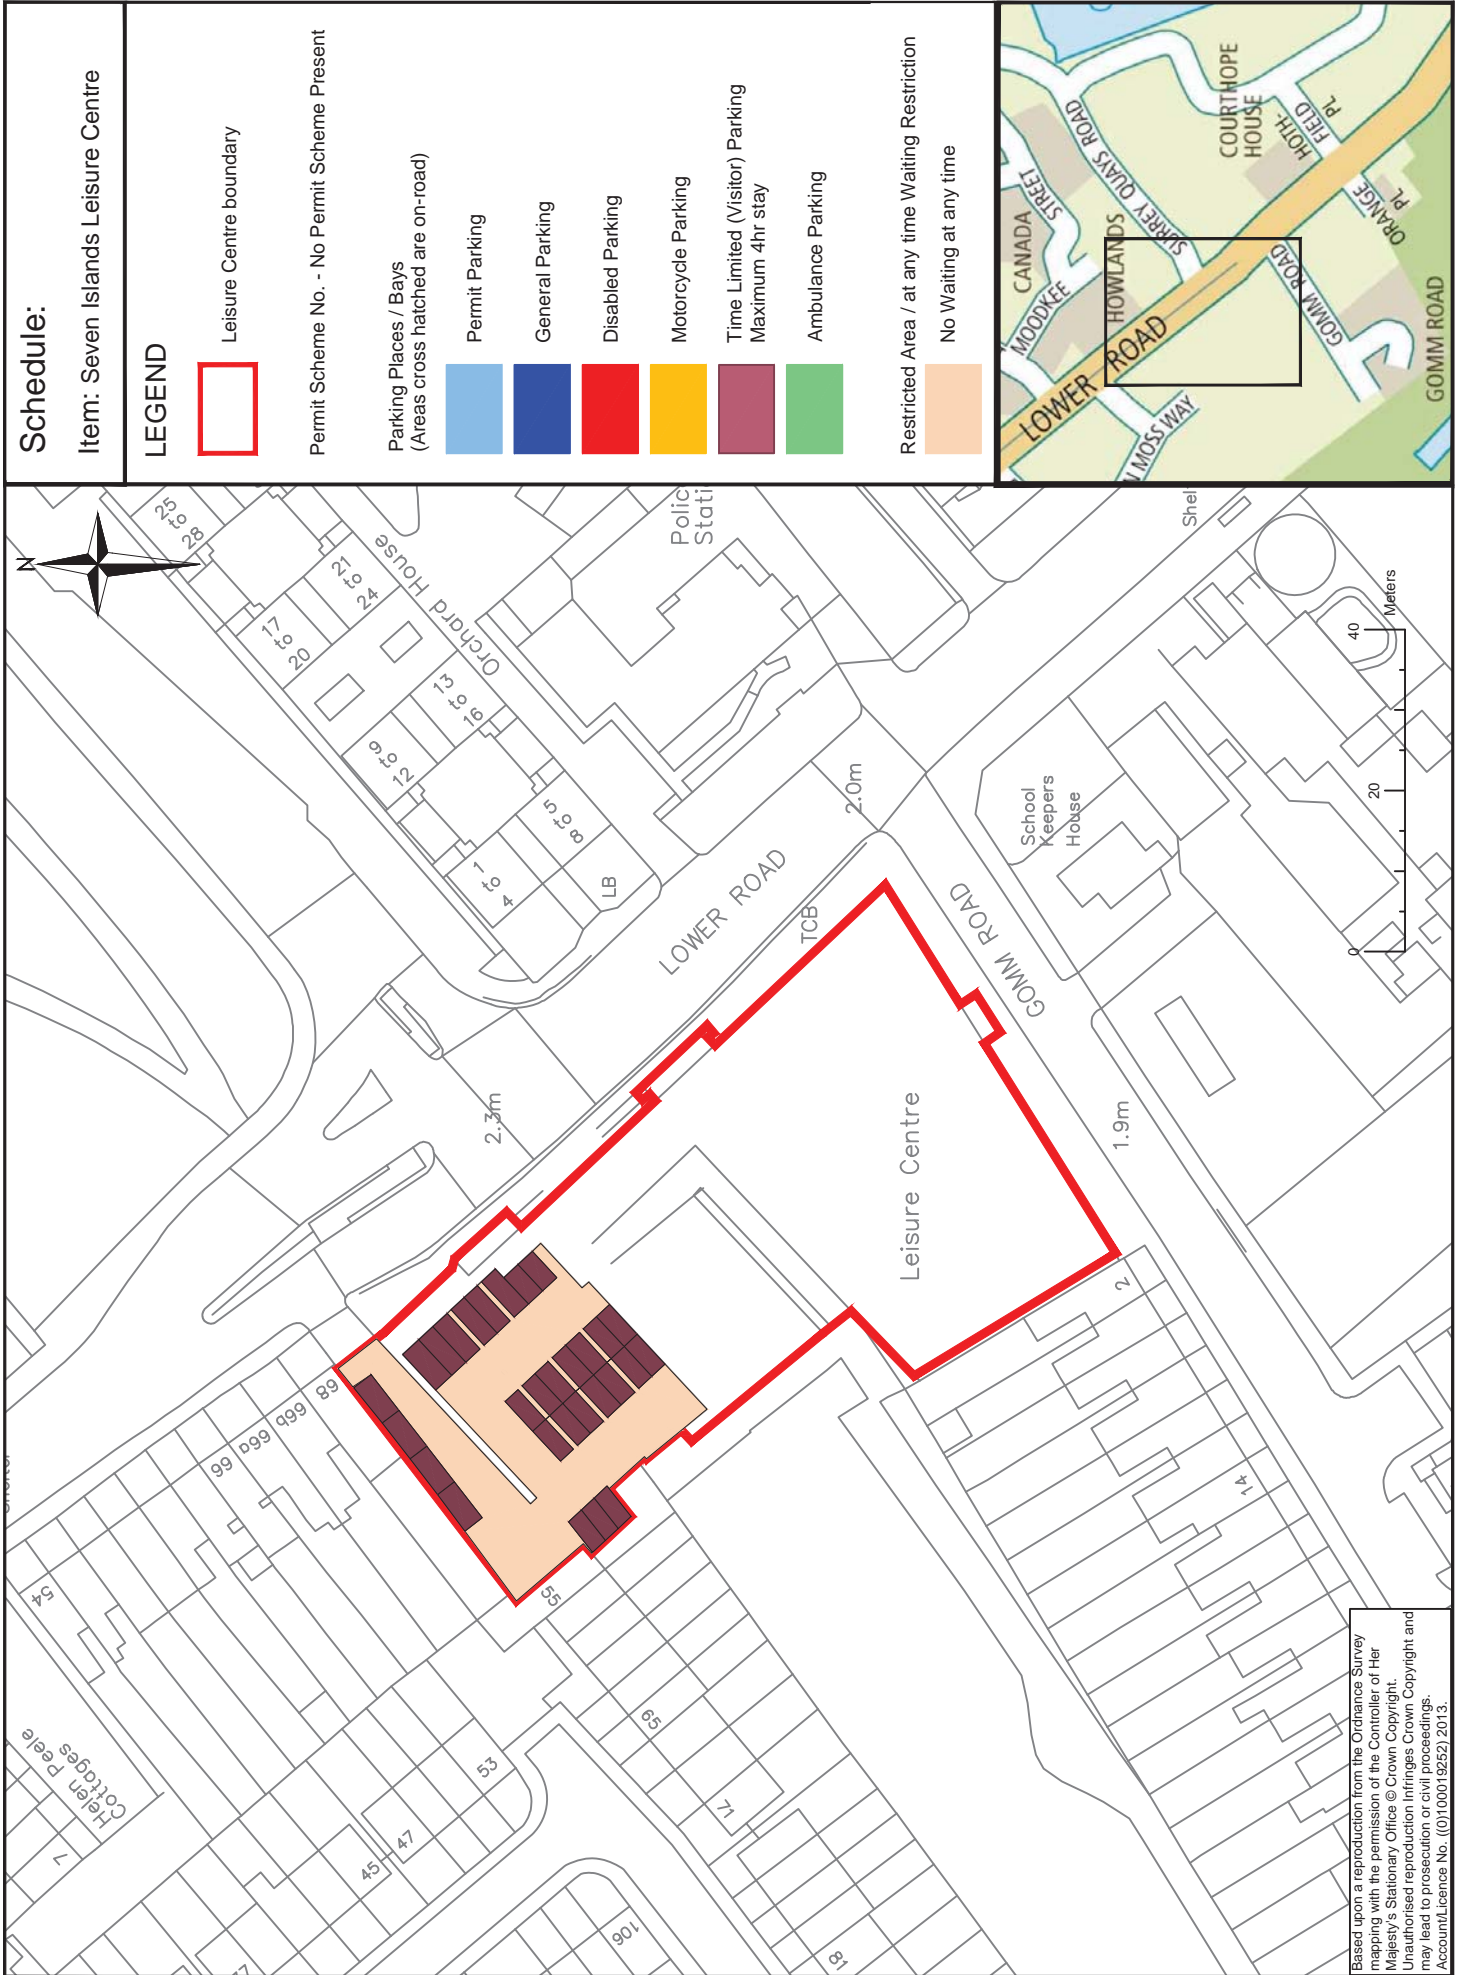 Schedule:
Item: Seven Islands Leisure Centre
LEGEND
Leisure Centre boundary
Permit Scheme No. - No Permit Scheme Present
Parking Places / Bays
(Areas cross hatched are on-road)
Permit Parking
General Parking
Disabled Parking
Motorcycle Parking
Time Limited (Visitor) Parking
Maximum 4hr stay
Ambulance Parking
Restricted Area / at any time Waiting Restriction
No Waiting at any time
CANADA
STREET
SURREY QUAYS ROAD
MOODKEE
HOWLANDS
LOWER ROAD
COURTHOPE
HOUSE
HOTH-
FIELD
PL
ORANGE
PL
GOMM ROAD
GOMM ROAD
N MOSS WAY
N
25
to
28
21
to
24
17
to
20
Orchard House
13
to
16
9
to
12
5
to
8
1
to
4
LB
Polic
Stati
Shel
LOWER ROAD
TCB
2.0m
School
Keepers
House
GOMM ROAD
2.3m
1.9m
Leisure Centre
2
14
68
66b
66a
66
54
55
53
65
71
81
47
45
106
7
Helen Peele
Cottages
0
20
40
Meters
Based upon a reproduction from the Ordnance Survey
mapping with the permission of the Controller of Her
Majesty's Stationary Office © Crown Copyright.
Unauthorised reproduction Infringes Crown Copyright and
may lead to prosecution or civil proceedings.
Account/Licence No. ((0)100019252) 2013.